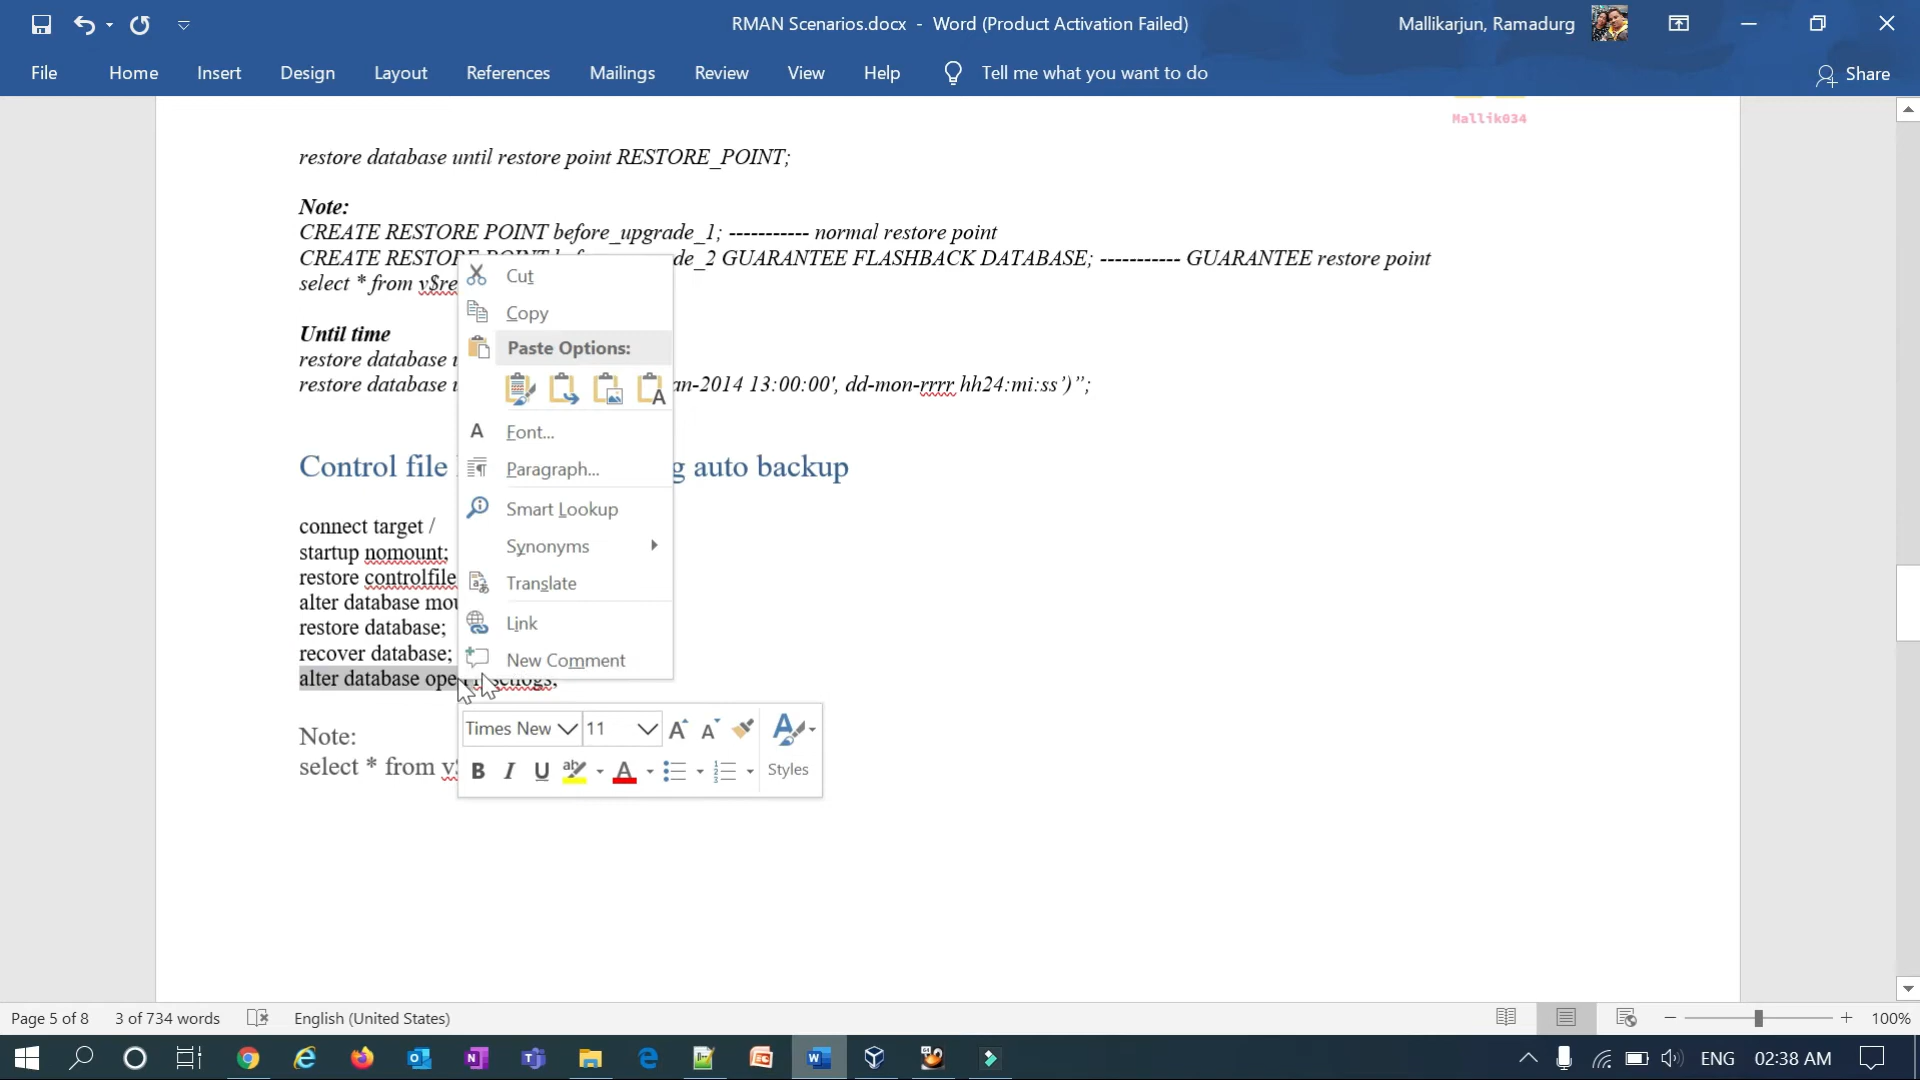 RMAN Scenarios.docx - Word (Product Activation Failed)
Mallikarjun, Ramadurg
File Home Insert Design Layout References Mailings Review View Help Tell me what you want to do Share
Mallik034
restore database until restore point RESTORE_POINT;
Note:
CREATE RESTORE POINT before_upgrade_1; ----------- normal restore point
CREATE RESTO de_2 GUARANTEE FLASHBACK DATABASE; ----------- GUARANTEE restore point
select * from v$re
Until time
restore database u
restore database u an-2014 13:00:00', dd-mon-rrrr hh24:mi:ss')”;
Control file g auto backup
connect target /
startup nomount;
restore controlfile
alter database mou
restore database;
recover database;
alter database open
Note:
select * from v$
Cut
Copy
Paste Options:
Font...
Paragraph...
Smart Lookup
Synonyms
Translate
Link
New Comment
Times New 11
Styles
Page 5 of 8 3 of 734 words English (United States) 100%
ENG 02:38 AM